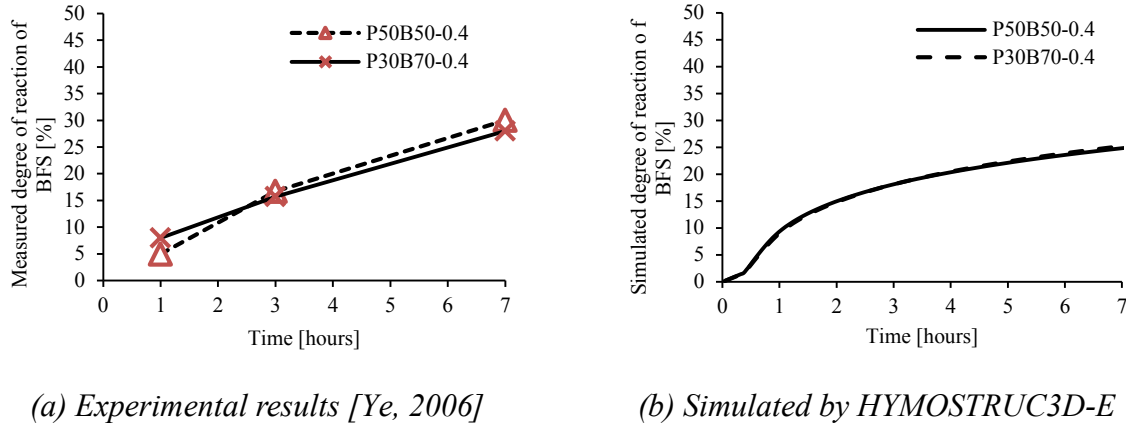 Measured degree of reaction of
BFS [%]
50
45
40
35
30
25
20
15
10
5
0
P50B50-0.4
P30B70-0.4
0 1 2 3 4 5 6 7
Time [hours]
(a) Experimental results [Ye, 2006]
Simulated degree of reaction o f
BFS [%]
50
45
40
35
30
25
20
15
10
5
0
P50B50-0.4
P30B70-0.4
0 1 2 3 4 5 6 7
Time [hours]
(b) Simulated by HYMOSTRUC3D-E